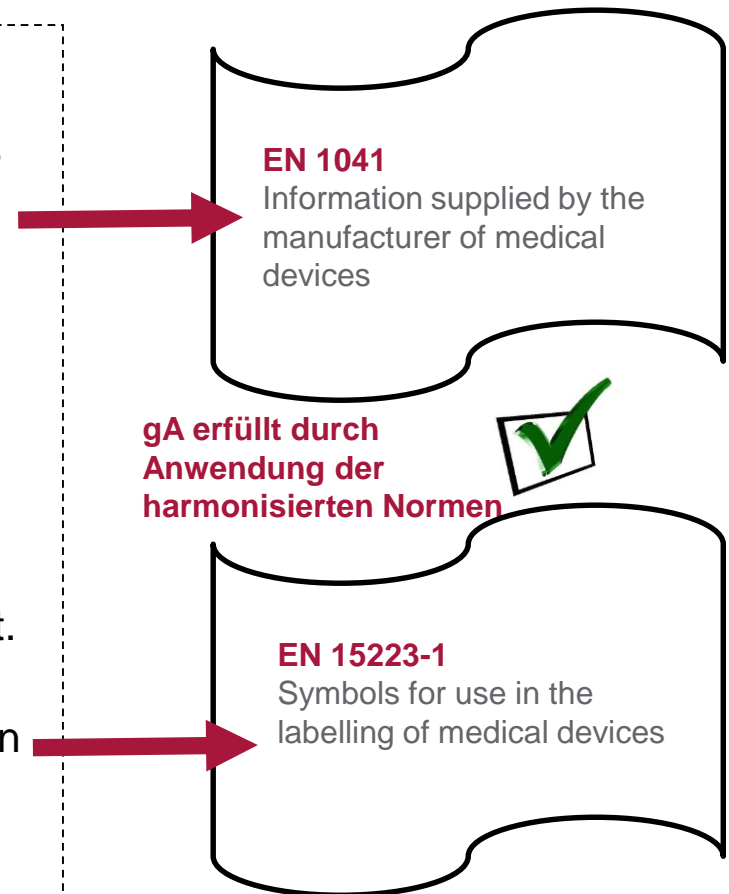 EN 1041
Information supplied by the
manufacturer of medical
devices
gA erfüllt durch
Anwendung der
harmonisierten Normen
t.
EN 15223-1
Symbols for use in the
labelling of medical devices
n